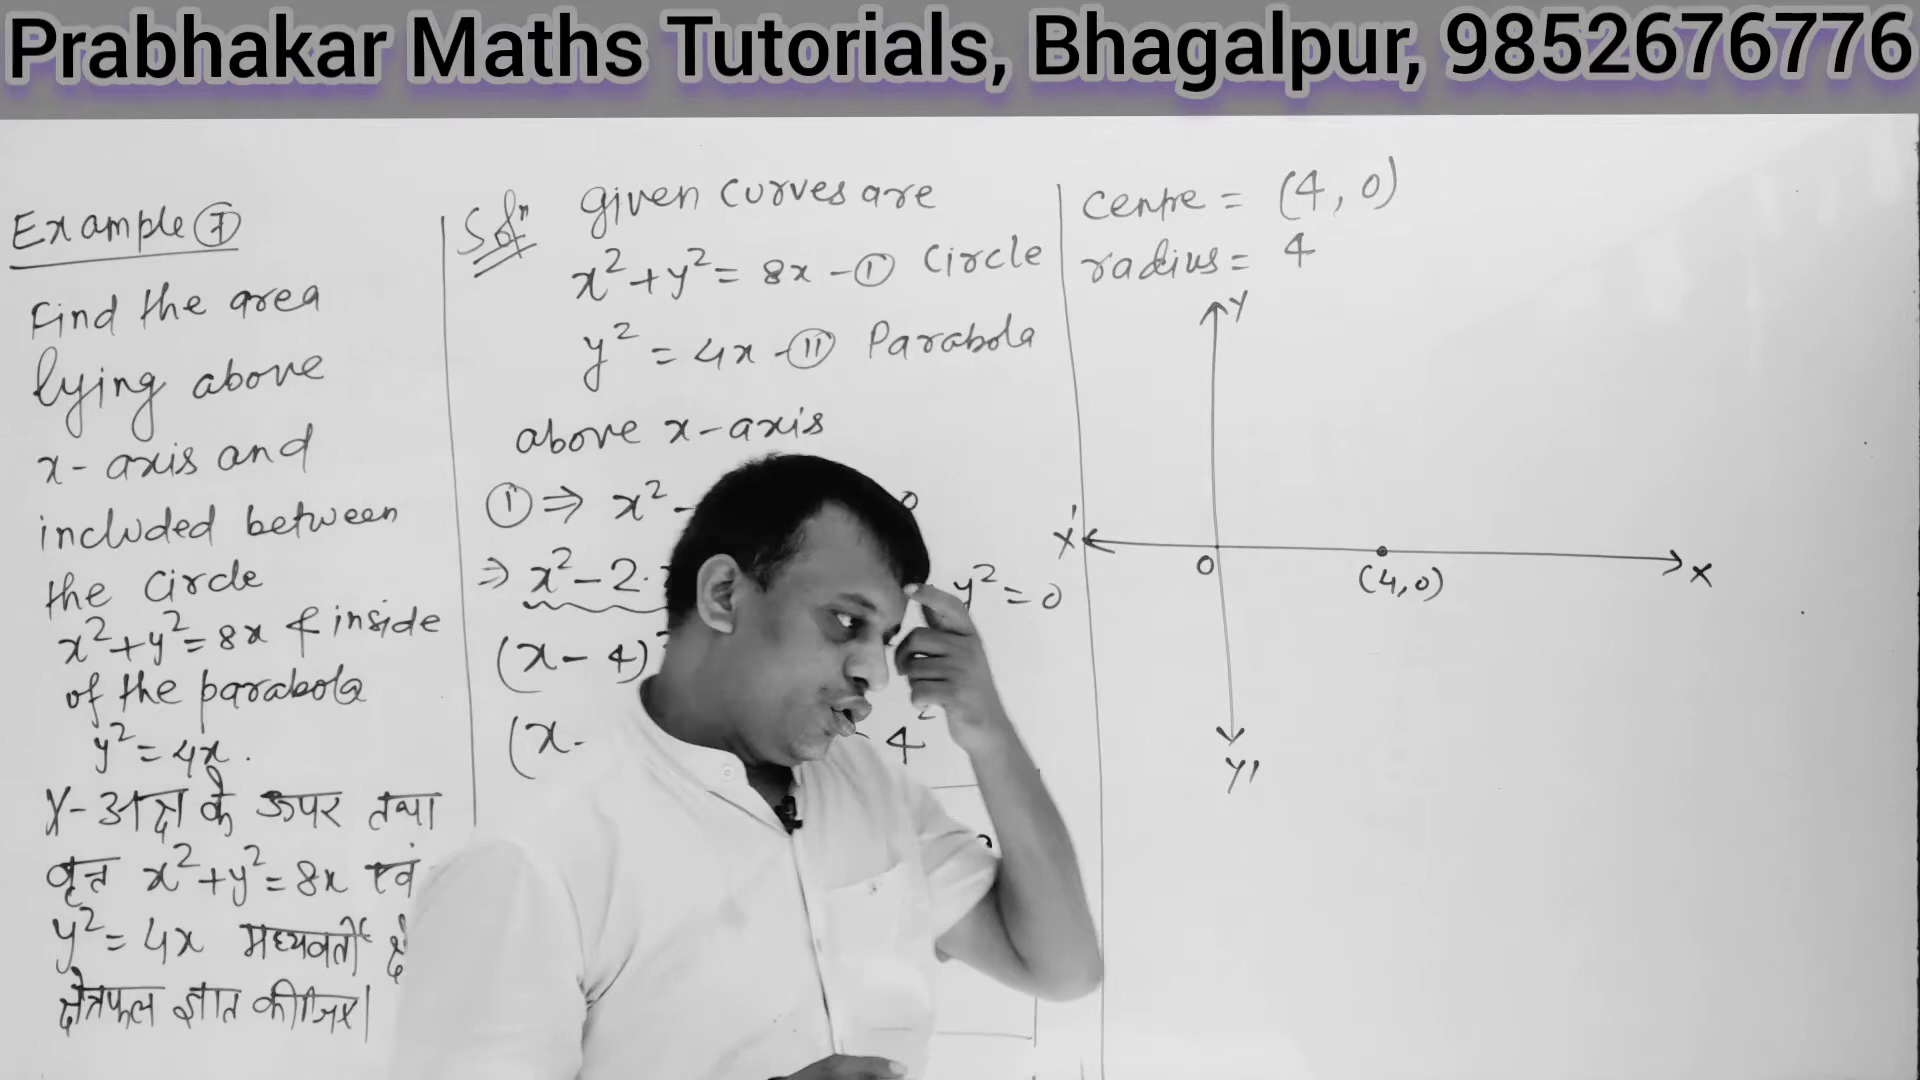 Prabhakar Maths Tutorials, Bhagalpur, 9852676776
Example ⑦
Find the area
lying above
x-axis and
included between
the circle
x²+y²=8x & inside
of the parabola
y²=4x.
X-अक्ष के ऊपर तथा
वृत्त x²+y²=8x एवं
y²=4x मध्यवर्ती क्षे
क्षेत्रफल ज्ञात कीजिए।
Solⁿ given curves are
x²+y²=8x -① Circle
y²=4x -⑪ Parabola
above x-axis
① ⇒ x²- 0
⇒ x²-2. y²=0
(x-4)²
(x- 4²
centre = (4,0)
radius = 4
Y
X' O (4,0) X
Y'